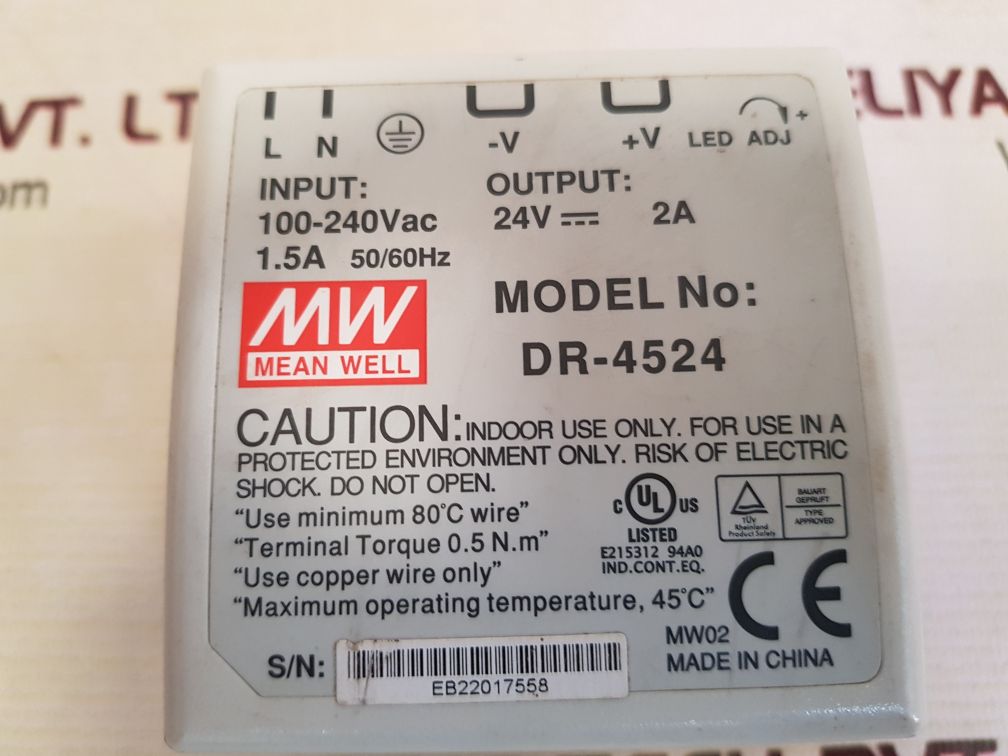 VT. LT
ELIYA
om
L N -V +V LED ADJ +
INPUT: OUTPUT:
100-240Vac 24V 2A
1.5A 50/60Hz
MW
MEAN WELL
MODEL No:
DR-4524
CAUTION: INDOOR USE ONLY. FOR USE IN A
PROTECTED ENVIRONMENT ONLY. RISK OF ELECTRIC
SHOCK. DO NOT OPEN.
“Use minimum 80°C wire”
“Terminal Torque 0.5 N.m”
“Use copper wire only”
“Maximum operating temperature, 45°C”
C UL US
LISTED
E215312 94A0
IND.CONT.EQ.
TÜV
Rheinland
Product Safety
BAUART
GEPRÜFT
TYPE
APPROVED
CE
MW02
MADE IN CHINA
S/N:
EB22017558